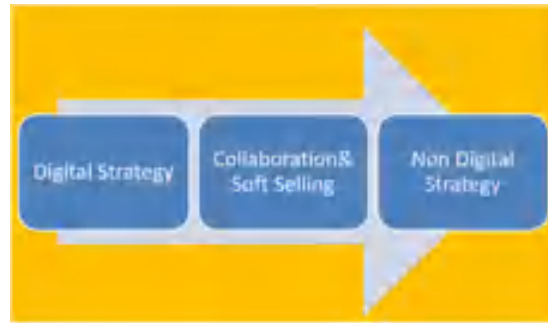 Digital Strategy
Collaboration&
Soft Selling
Non Digital
Strategy